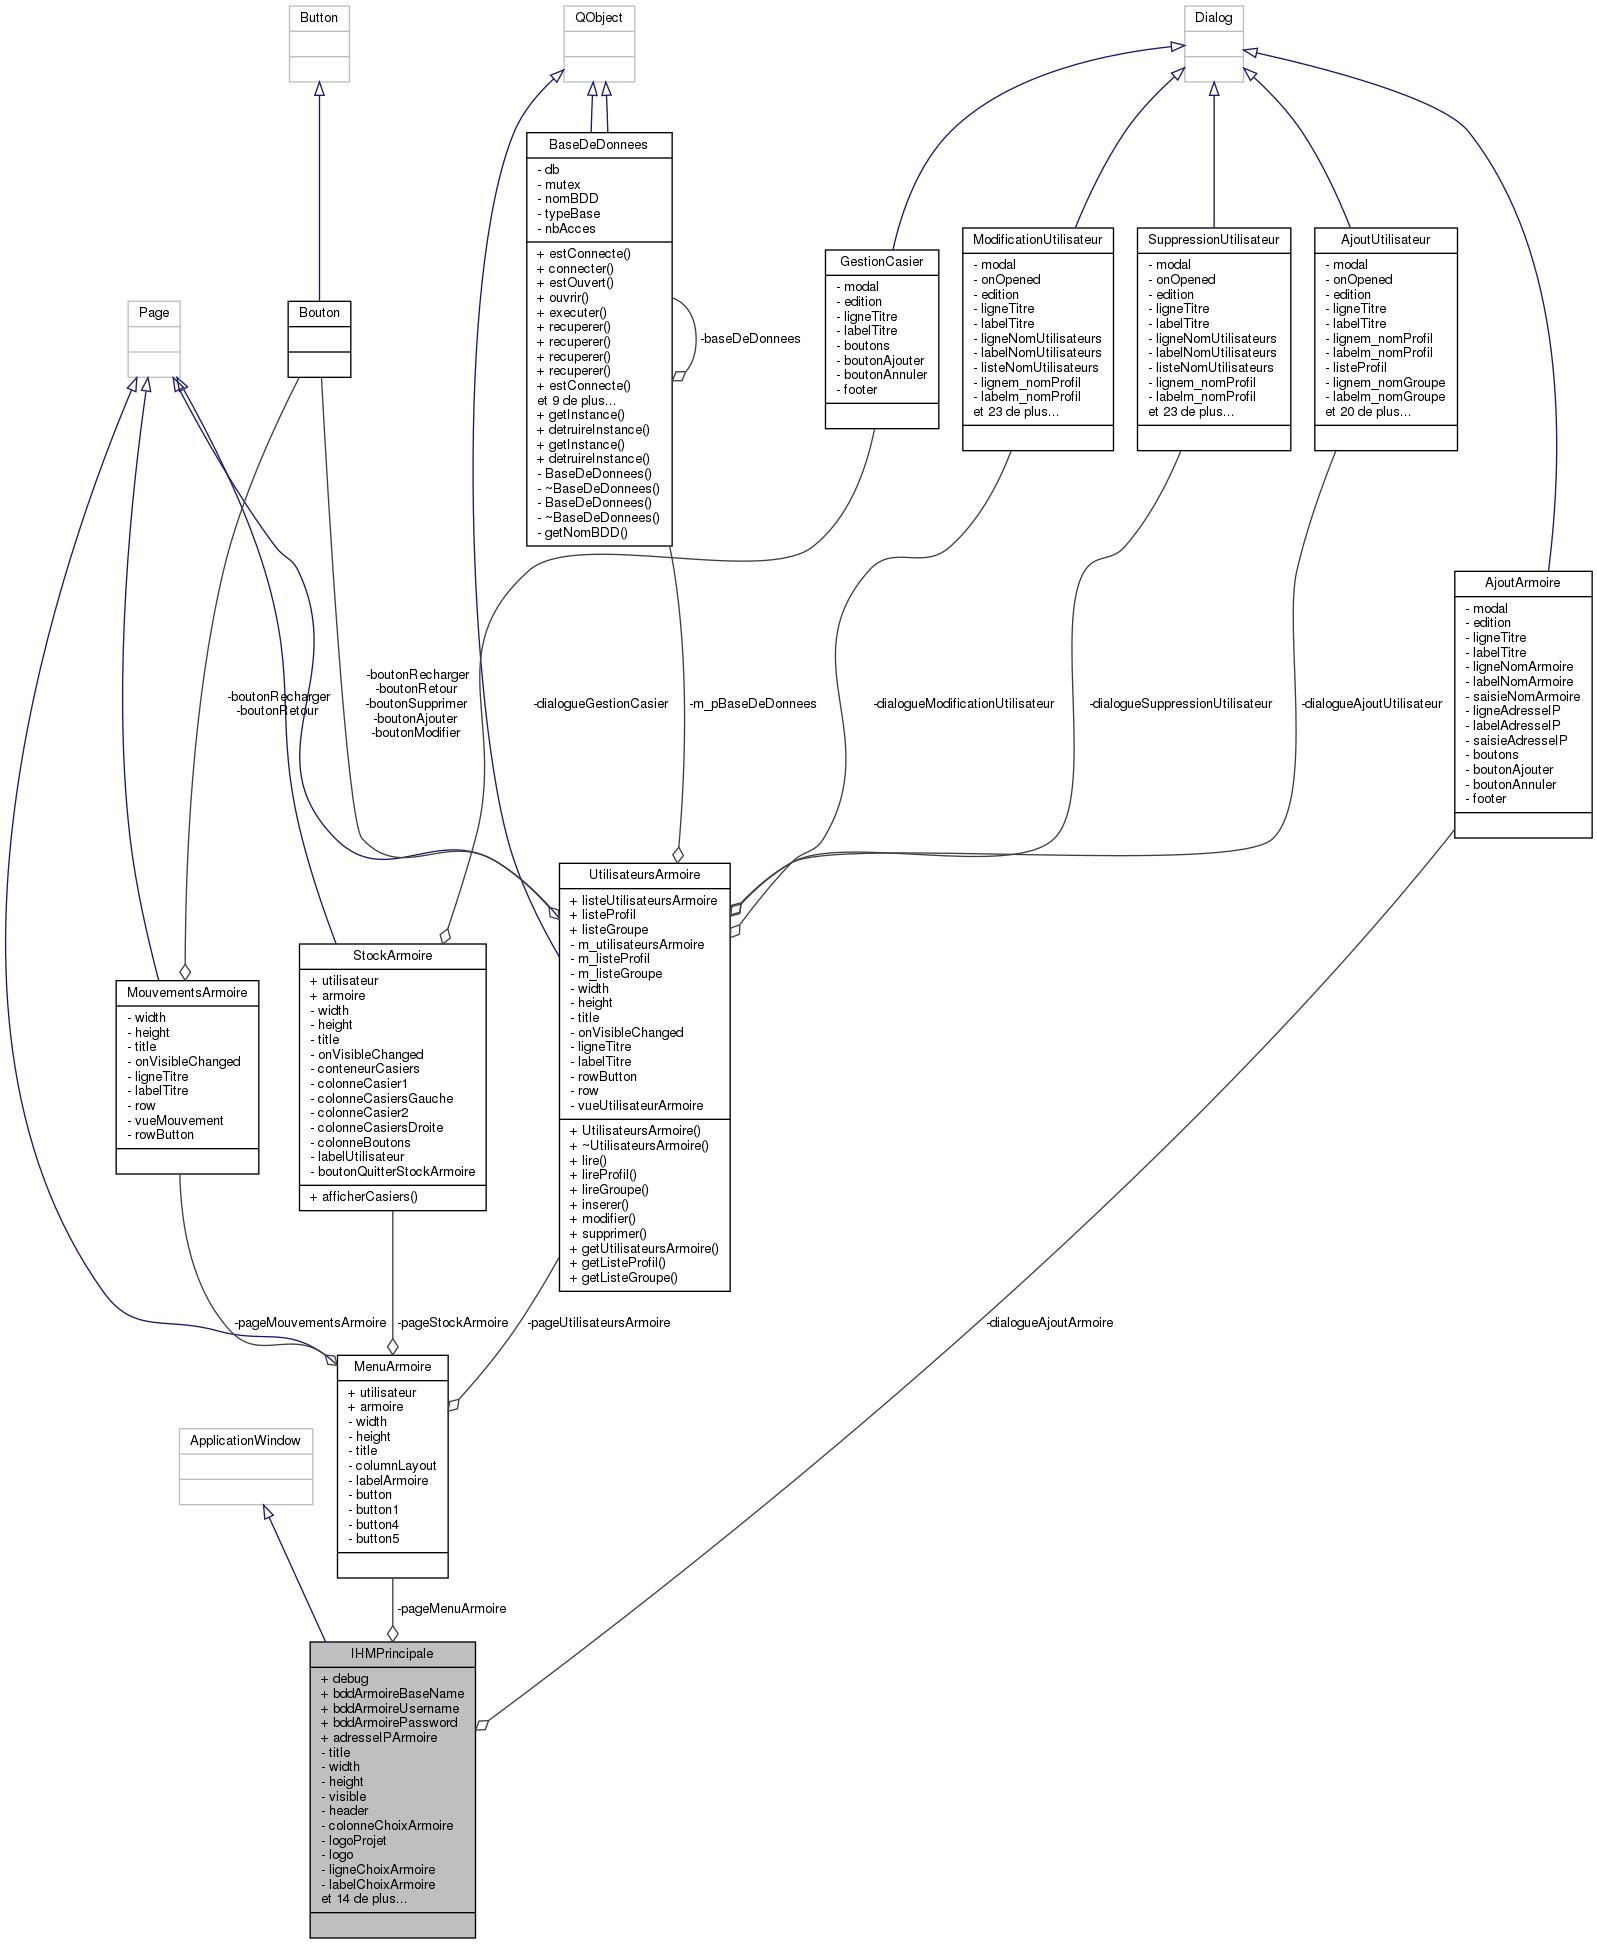 Button
QObject
Dialog
BaseDeDonnees
- db
- mutex
- nomBDD
- typeBase
- nbAcces
+ estConnecte()
+ connecter()
+ estOuvert()
+ ouvrir()
+ executer()
+ recuperer()
+ recuperer()
+ recuperer()
+ recuperer()
+ estConnecte()
et 9 de plus...
+ getInstance()
+ detruireInstance()
+ getInstance()
+ detruireInstance()
- BaseDeDonnees()
- ~BaseDeDonnees()
- BaseDeDonnees()
- ~BaseDeDonnees()
- getNomBDD()
-baseDeDonnees
GestionCasier
- modal
- edition
- ligneTitre
- labelTitre
- boutons
- boutonAjouter
- boutonAnnuler
- footer
ModificationUtilisateur
- modal
- onOpened
- edition
- ligneTitre
- labelTitre
- ligneNomUtilisateurs
- labelNomUtilisateurs
- listeNomUtilisateurs
- lignem_nomProfil
- labelm_nomProfil
et 23 de plus...
SuppressionUtilisateur
- modal
- onOpened
- edition
- ligneTitre
- labelTitre
- ligneNomUtilisateurs
- labelNomUtilisateurs
- listeNomUtilisateurs
- lignem_nomProfil
- labelm_nomProfil
et 23 de plus...
AjoutUtilisateur
- modal
- onOpened
- edition
- ligneTitre
- labelTitre
- lignem_nomProfil
- labelm_nomProfil
- listeProfil
- lignem_nomGroupe
- labelm_nomGroupe
et 20 de plus...
Page
Bouton
AjoutArmoire
- modal
- edition
- ligneTitre
- labelTitre
- ligneNomArmoire
- labelNomArmoire
- saisieNomArmoire
- ligneAdresseIP
- labelAdresseIP
- saisieAdresseIP
- boutons
- boutonAjouter
- boutonAnnuler
- footer
-boutonRecharger
-boutonRetour
-boutonRecharger
-boutonRetour
-boutonSupprimer
-boutonAjouter
-boutonModifier
-dialogueGestionCasier
-m_pBaseDeDonnees
-dialogueModificationUtilisateur
-dialogueSuppressionUtilisateur
-dialogueAjoutUtilisateur
UtilisateursArmoire
+ listeUtilisateursArmoire
+ listeProfil
+ listeGroupe
- m_utilisateursArmoire
- m_listeProfil
- m_listeGroupe
- width
- height
- title
- onVisibleChanged
- ligneTitre
- labelTitre
- rowButton
- row
- vueUtilisateurArmoire
+ UtilisateursArmoire()
+ ~UtilisateursArmoire()
+ lire()
+ lireProfil()
+ lireGroupe()
+ inserer()
+ modifier()
+ supprimer()
+ getUtilisateursArmoire()
+ getListeProfil()
+ getListeGroupe()
StockArmoire
+ utilisateur
+ armoire
- width
- height
- title
- onVisibleChanged
- conteneurCasiers
- colonneCasier1
- colonneCasiersGauche
- colonneCasier2
- colonneCasiersDroite
- colonneBoutons
- labelUtilisateur
- boutonQuitterStockArmoire
+ afficherCasiers()
MouvementsArmoire
- width
- height
- title
- onVisibleChanged
- ligneTitre
- labelTitre
- row
- vueMouvement
- rowButton
-pageMouvementsArmoire
-pageStockArmoire
-pageUtilisateursArmoire
-dialogueAjoutArmoire
MenuArmoire
+ utilisateur
+ armoire
- width
- height
- title
- columnLayout
- labelArmoire
- button
- button1
- button4
- button5
ApplicationWindow
-pageMenuArmoire
IHMPrincipale
+ debug
+ bddArmoireBaseName
+ bddArmoireUsername
+ bddArmoirePassword
+ adresseIPArmoire
- title
- width
- height
- visible
- header
- colonneChoixArmoire
- logoProjet
- logo
- ligneChoixArmoire
- labelChoixArmoire
et 14 de plus...